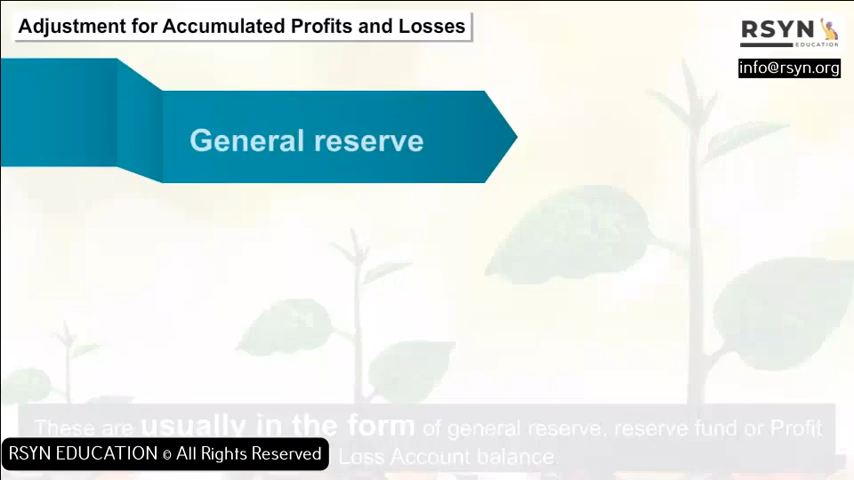 Adjustment for Accumulated Profits and Losses
RSYN
EDUCATION
info@rsyn.org
General reserve
These are usually in the form of general reserve, reserve fund or Profit
Loss Account balance.
RSYN EDUCATION © All Rights Reserved